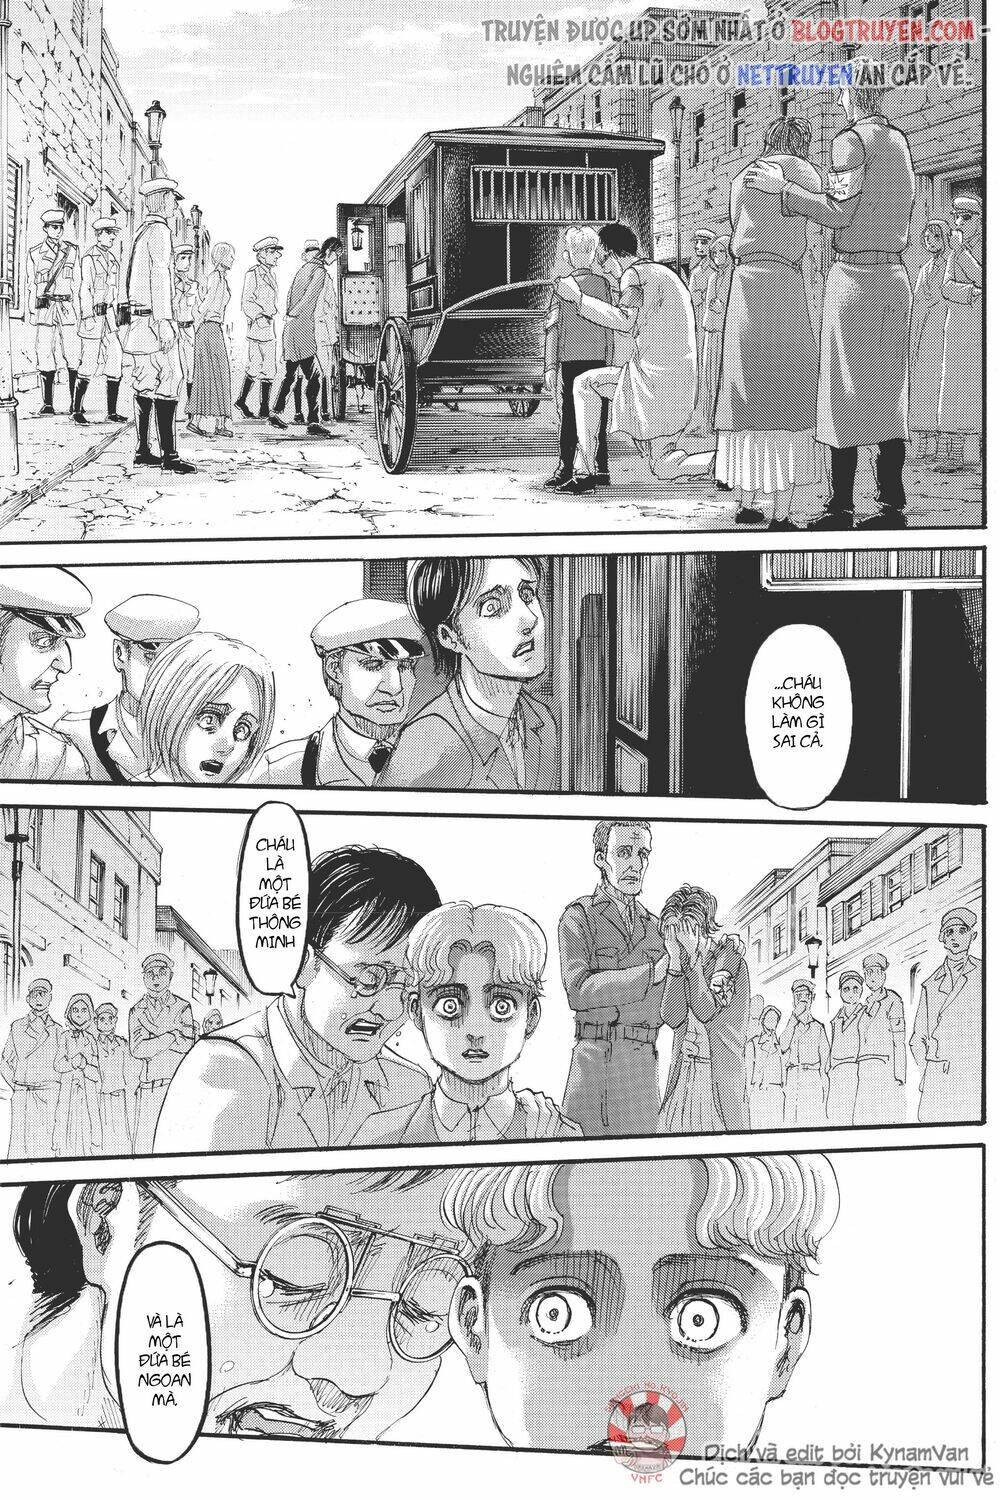 TRUYỆN ĐƯỢC UP SỚM NHẤT Ở BLOGTRUYEN.COM -
NGHIÊM CẤM LŨ CHÓ Ở NETTRUYEN ĂN CẮP VỀ.
...CHÁU
KHÔNG
LÀM GÌ
SAI CẢ.
CHÁU
LÀ
MỘT
ĐỨA BÉ
THÔNG
MINH
VÀ LÀ
MỘT
ĐỨA BÉ
NGOAN
MÀ.
VNFC
Dịch và edit bởi KynamVan
Chúc các bạn đọc truyện vui vẻ